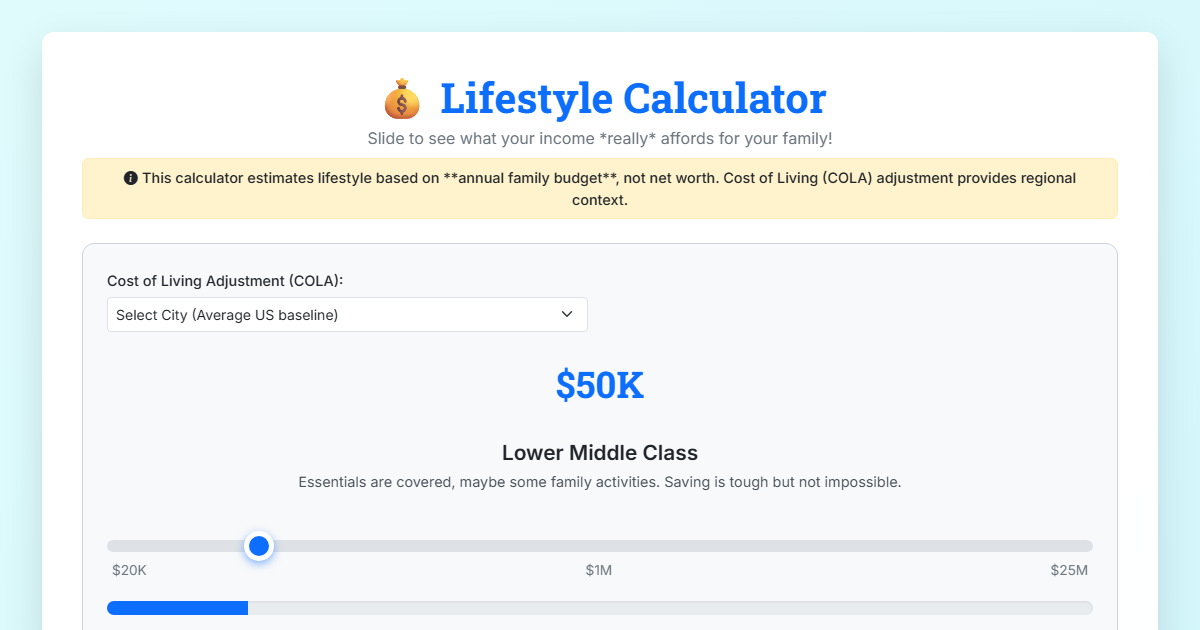 💰 Lifestyle Calculator
Slide to see what your income *really* affords for your family!
This calculator estimates lifestyle based on **annual family budget**, not net worth. Cost of Living (COLA) adjustment provides regional
context.
Cost of Living Adjustment (COLA):
Select City (Average US baseline)
$50K
Lower Middle Class
Essentials are covered, maybe some family activities. Saving is tough but not impossible.
$20K $1M $25M